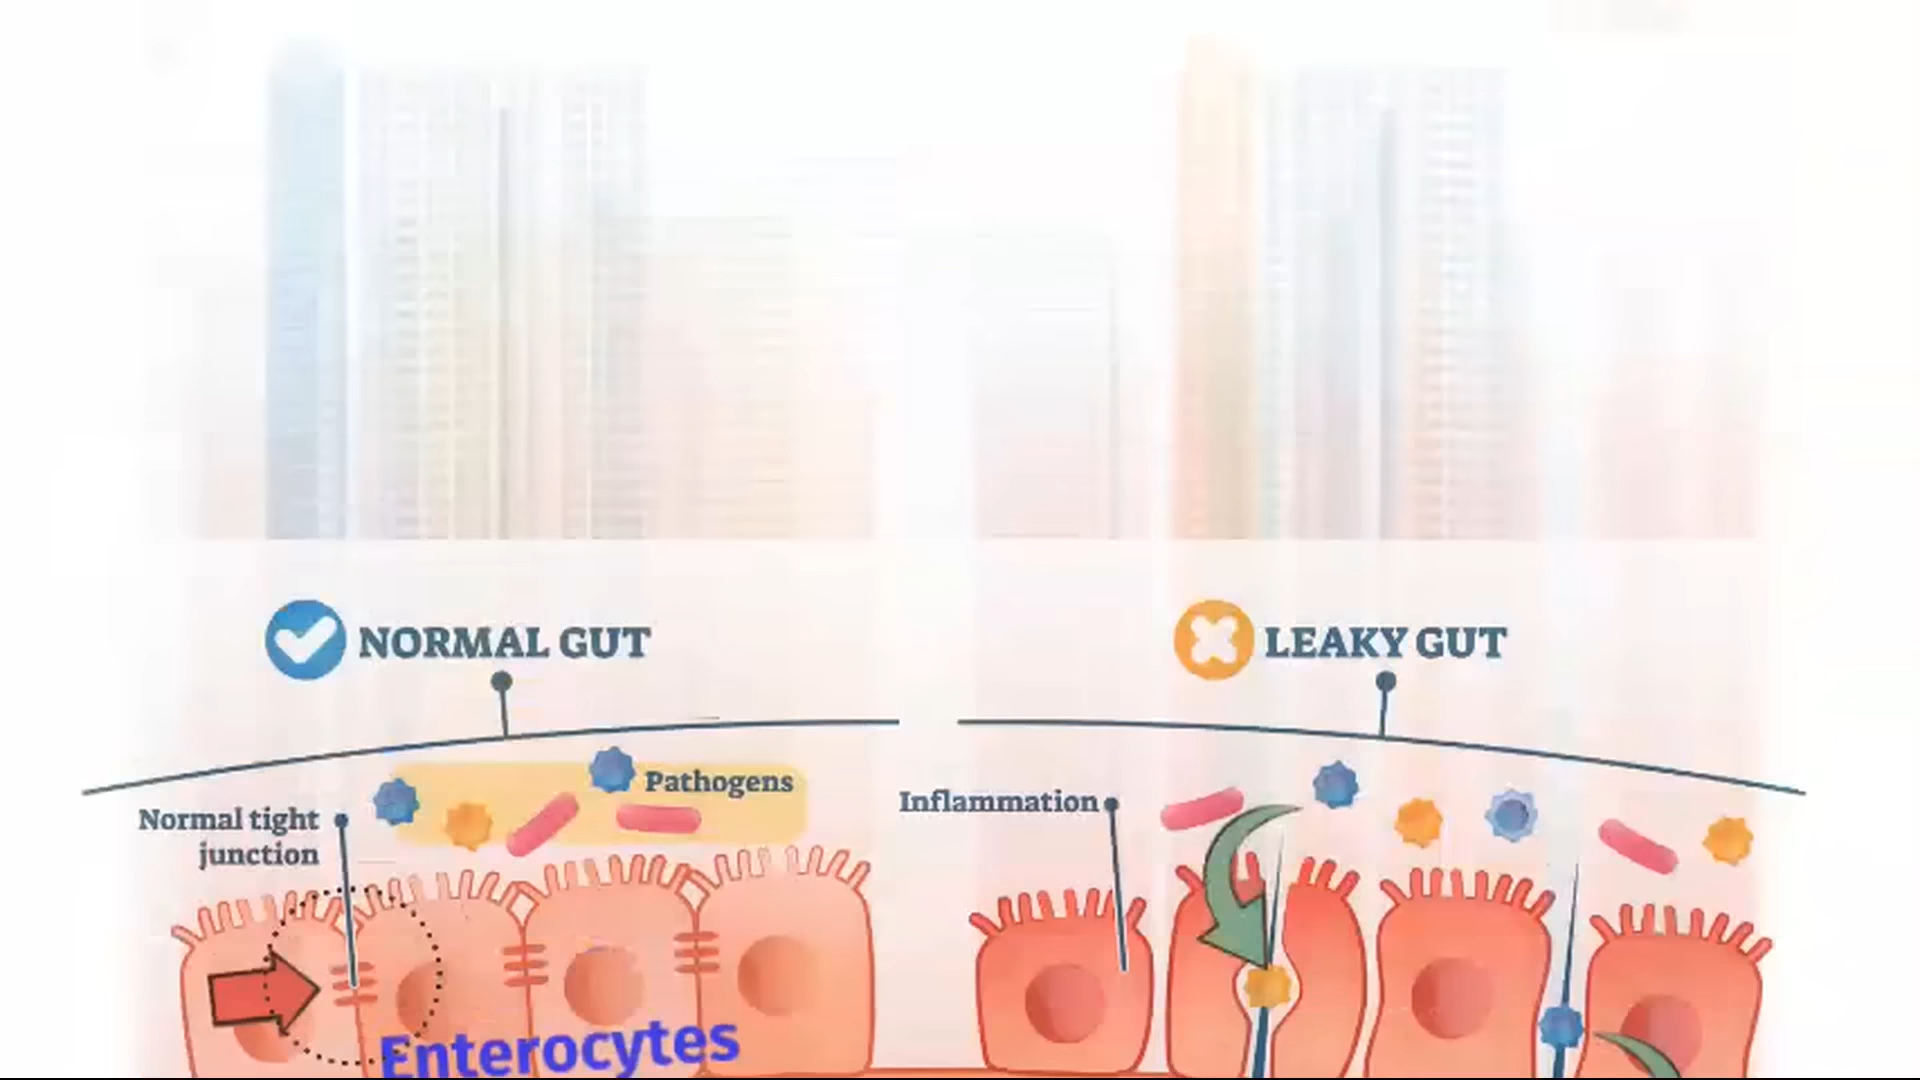 NORMAL GUT
LEAKY GUT
Pathogens
Normal tight
junction
Inflammation
Enterocytes